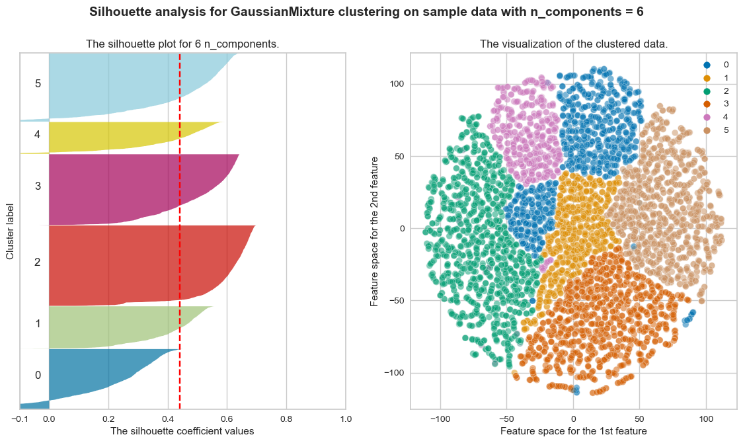 Silhouette analysis for GaussianMixture clustering on sample data with n_components = 6
The silhouette plot for 6 n_components.
Cluster label
5
4
3
2
1
0
−0.1 0.0 0.2 0.4 0.6 0.8 1.0
The silhouette coefficient values
The visualization of the clustered data.
Feature space for the 2nd feature
100
50
0
−50
−100
0
1
2
3
4
5
−100 −50 0 50 100
Feature space for the 1st feature